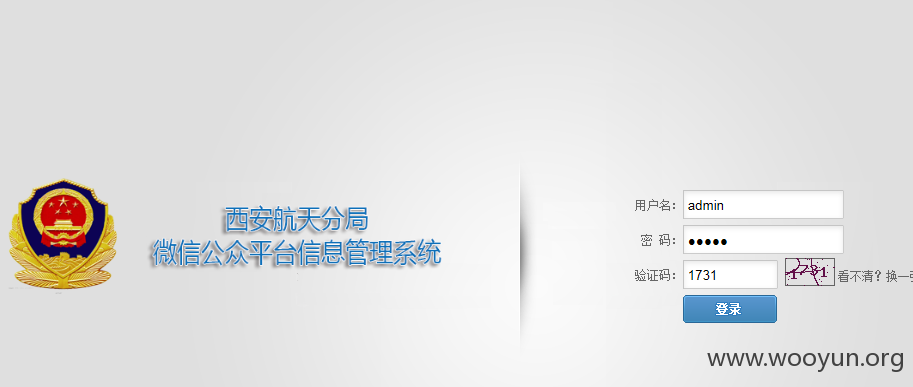 西安航天分局
微信公众平台信息管理系统
用户名：admin
密 码：●●●●●
验证码：1731 1731 看不清？换一
登录
www.wooyun.org